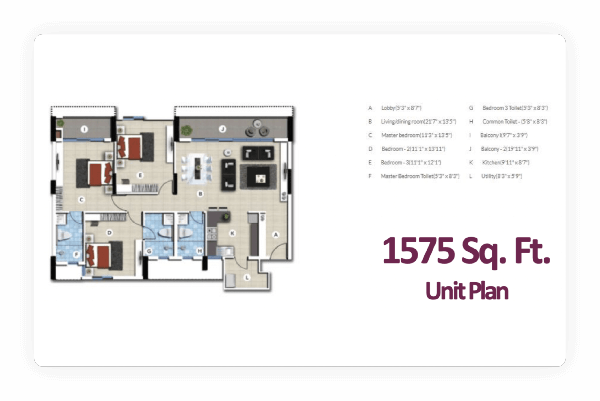 A Lobby(5'3" x 8'7")
B Living/dining room(21'7" x 13'5")
C Master bedroom(11'3" x 13'5")
D Bedroom - 2(11'1" x 13'11")
E Bedroom - 3(11'1" x 12'1")
F Master Bedroom Toilet(5'3" x 8'3")
G Bedroom 3 Toilet(5'3" x 8'3")
H Common Toilet - (5'8" x 8'3")
I Balcony 1(9'7" x 3'9")
J Balcony - 2(19'11" x 3'9")
K Kitchen(9'11" x 8'7")
L Utility(8'3" x 5'9")
I
J
E
B
C
D
F
G
H
K
A
L
1575 Sq. Ft.
Unit Plan